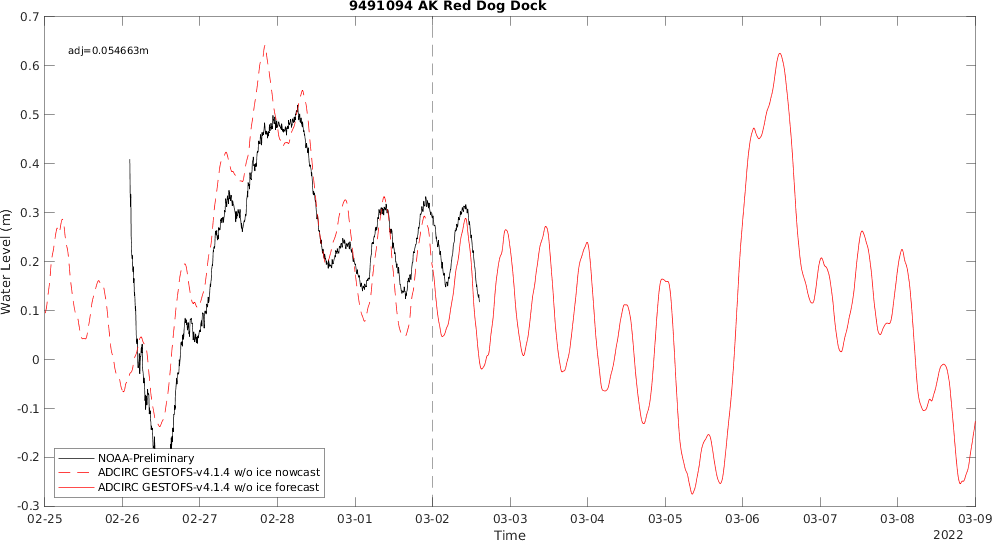 9491094 AK Red Dog Dock
adj=0.054663m
0.7
0.6
0.5
0.4
0.3
0.2
0.1
0
-0.1
-0.2
-0.3
Water Level (m)
NOAA-Preliminary
ADCIRC GESTOFS-v4.1.4 w/o ice nowcast
ADCIRC GESTOFS-v4.1.4 w/o ice forecast
02-25 02-26 02-27 02-28 03-01 03-02 03-03 03-04 03-05 03-06 03-07 03-08 03-09
Time
2022